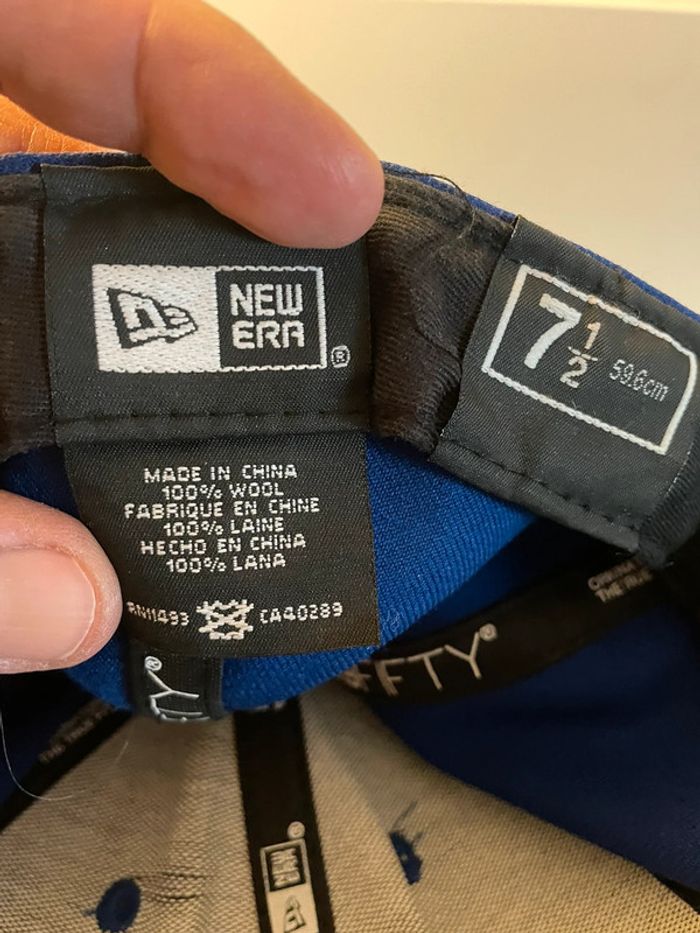 NEW
ERA
®
7 1/2 59.6cm
MADE IN CHINA
100% WOOL
FABRIQUE EN CHINE
100% LAINE
HECHO EN CHINA
100% LANA
RN11493 CA40289
FTY®